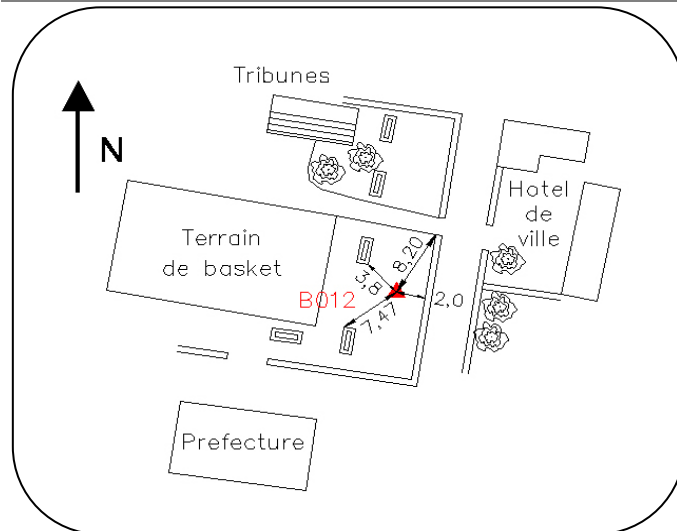 Tribunes
N
Hotel
de
ville
Terrain
de basket
8,20
3,8
B012
2,0
7,47
Prefecture